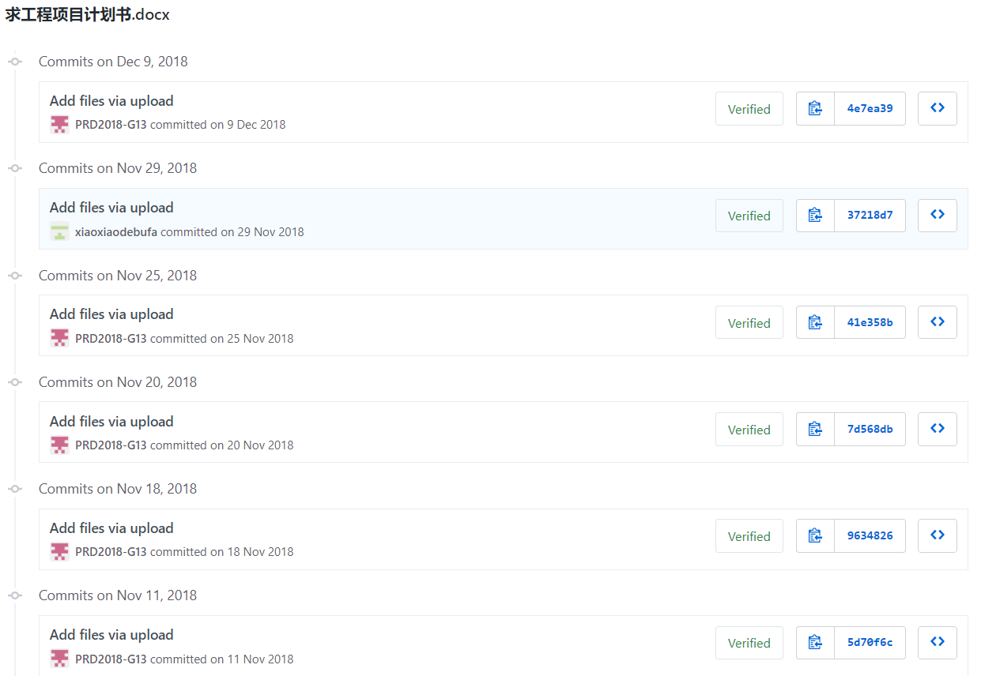 求工程项目计划书.docx
Commits on Dec 9, 2018
Add files via upload
PRD2018-G13 committed on 9 Dec 2018
Verified
4e7ea39
Commits on Nov 29, 2018
Add files via upload
xiaoxiaodebufa committed on 29 Nov 2018
Verified
37218d7
Commits on Nov 25, 2018
Add files via upload
PRD2018-G13 committed on 25 Nov 2018
Verified
41e358b
Commits on Nov 20, 2018
Add files via upload
PRD2018-G13 committed on 20 Nov 2018
Verified
7d568db
Commits on Nov 18, 2018
Add files via upload
PRD2018-G13 committed on 18 Nov 2018
Verified
9634826
Commits on Nov 11, 2018
Add files via upload
PRD2018-G13 committed on 11 Nov 2018
Verified
5d70f6c